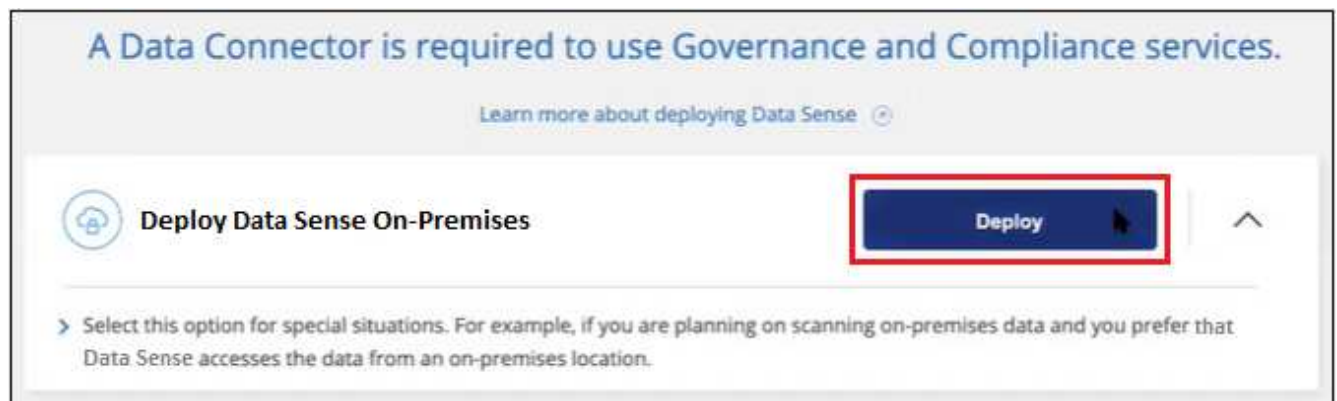 A Data Connector is required to use Governance and Compliance services.
Learn more about deploying Data Sense
Deploy Data Sense On-Premises
Deploy
Select this option for special situations. For example, if you are planning on scanning on-premises data and you prefer that
Data Sense accesses the data from an on-premises location.